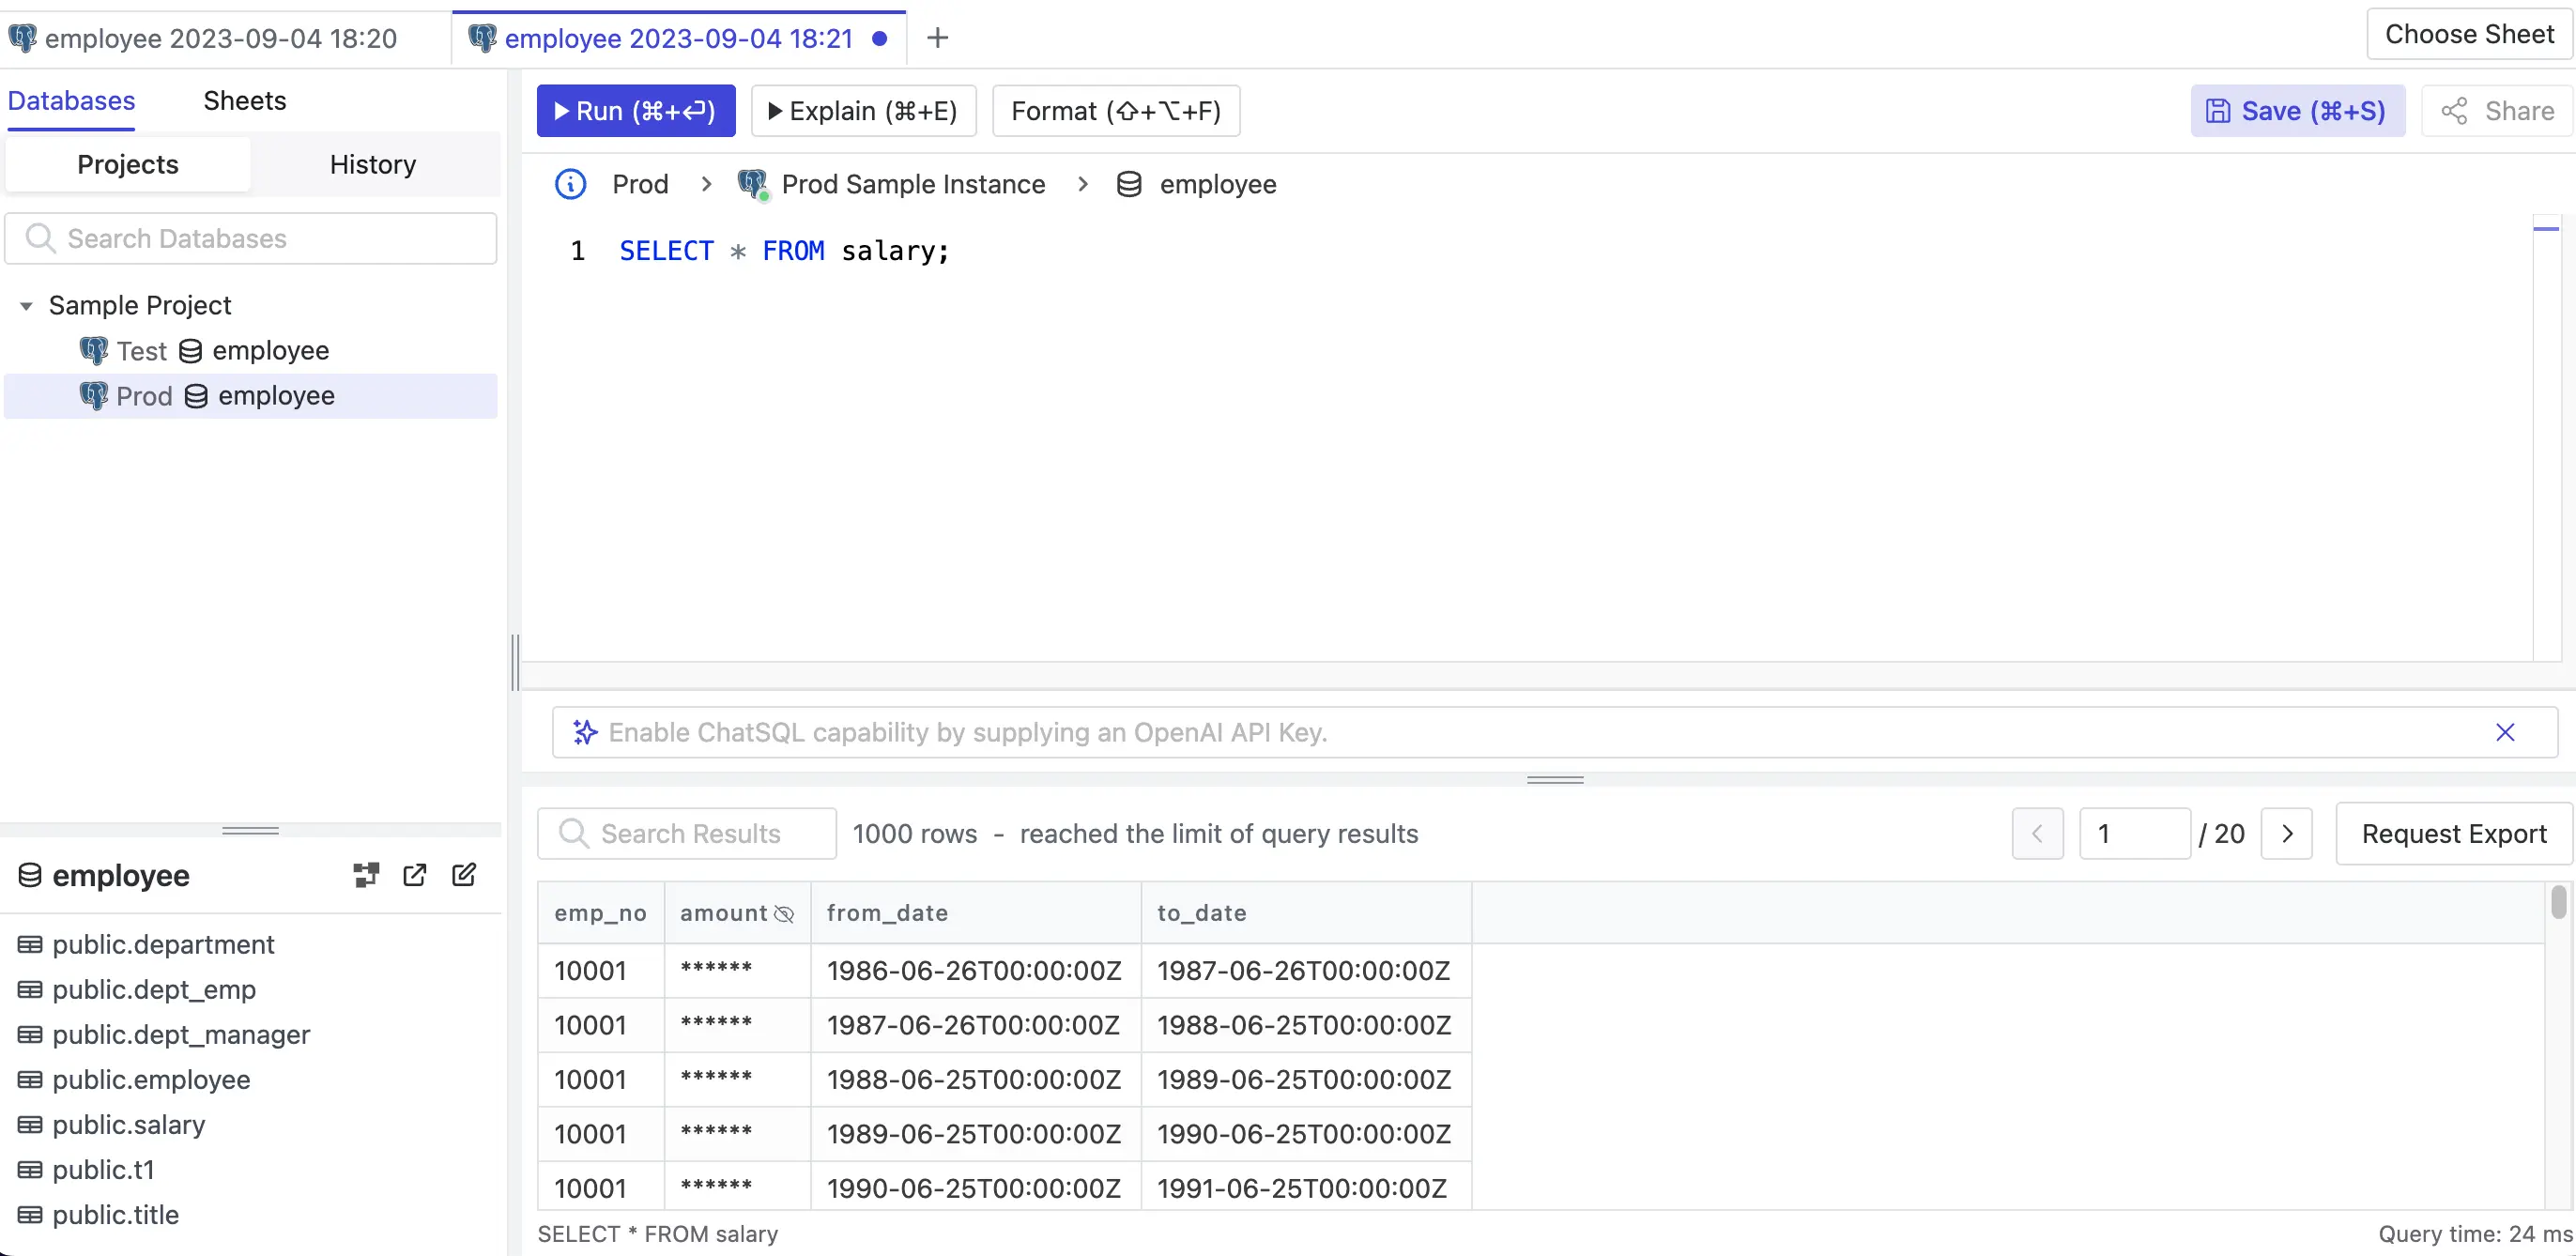 employee 2023-09-04 18:20
employee 2023-09-04 18:21
Choose Sheet
Databases Sheets
Projects History
Search Databases
Sample Project
Test employee
Prod employee
Run (⌘+⏎)
Explain (⌘+E)
Format (⇧+⌥+F)
Save (⌘+S)
Share
Prod > Prod Sample Instance > employee
1 SELECT * FROM salary;
Enable ChatSQL capability by supplying an OpenAI API Key.
Search Results
1000 rows - reached the limit of query results
1 / 20
Request Export
employee
public.department
public.dept_emp
public.dept_manager
public.employee
public.salary
public.t1
public.title
emp_no amount from_date to_date
10001 ****** 1986-06-26T00:00:00Z 1987-06-26T00:00:00Z
10001 ****** 1987-06-26T00:00:00Z 1988-06-25T00:00:00Z
10001 ****** 1988-06-25T00:00:00Z 1989-06-25T00:00:00Z
10001 ****** 1989-06-25T00:00:00Z 1990-06-25T00:00:00Z
10001 ****** 1990-06-25T00:00:00Z 1991-06-25T00:00:00Z
SELECT * FROM salary
Query time: 24 ms